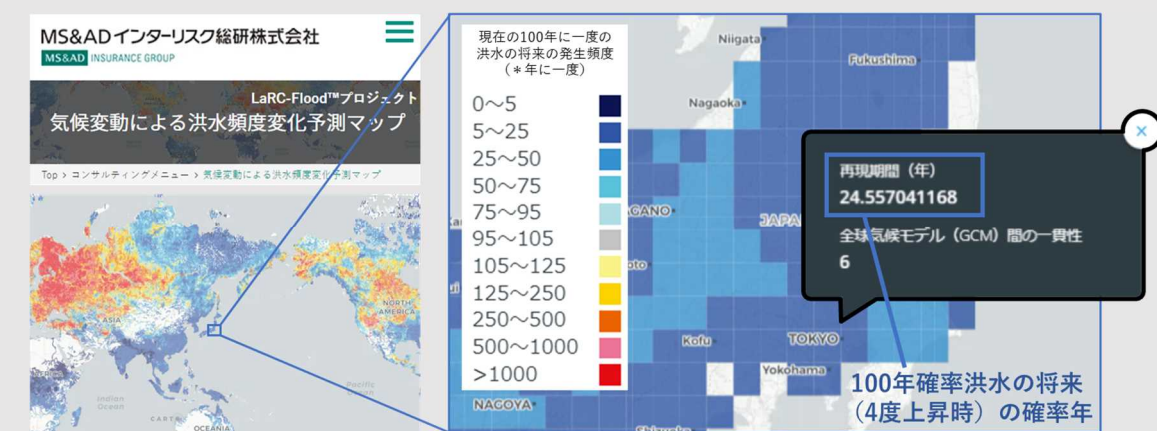 MS&ADインターリスク総研株式会社
MS&AD INSURANCE GROUP
LaRC-Flood™プロジェクト
気候変動による洪水頻度変化予測マップ
Top > コンサルティングメニュー > 気候変動による洪水頻度変化予測マップ
ASIA
NORTH
AMERICA
Pacific
Ocean
Indian
Ocean
OCEANIA
現在の100年に一度の
洪水の将来の発生頻度
（＊年に一度）
0～5
5～25
25～50
50～75
75～95
95～105
105～125
125～250
250～500
500～1000
>1000
Niigata
Fukushima
Nagaoka
GANO
JAPA
Kofu
TOKYO
Yokohama
NAGOYA
再現期間（年）
24.557041168
全球気候モデル（GCM）間の一貫性
6
100年確率洪水の将来
（4度上昇時）の確率年